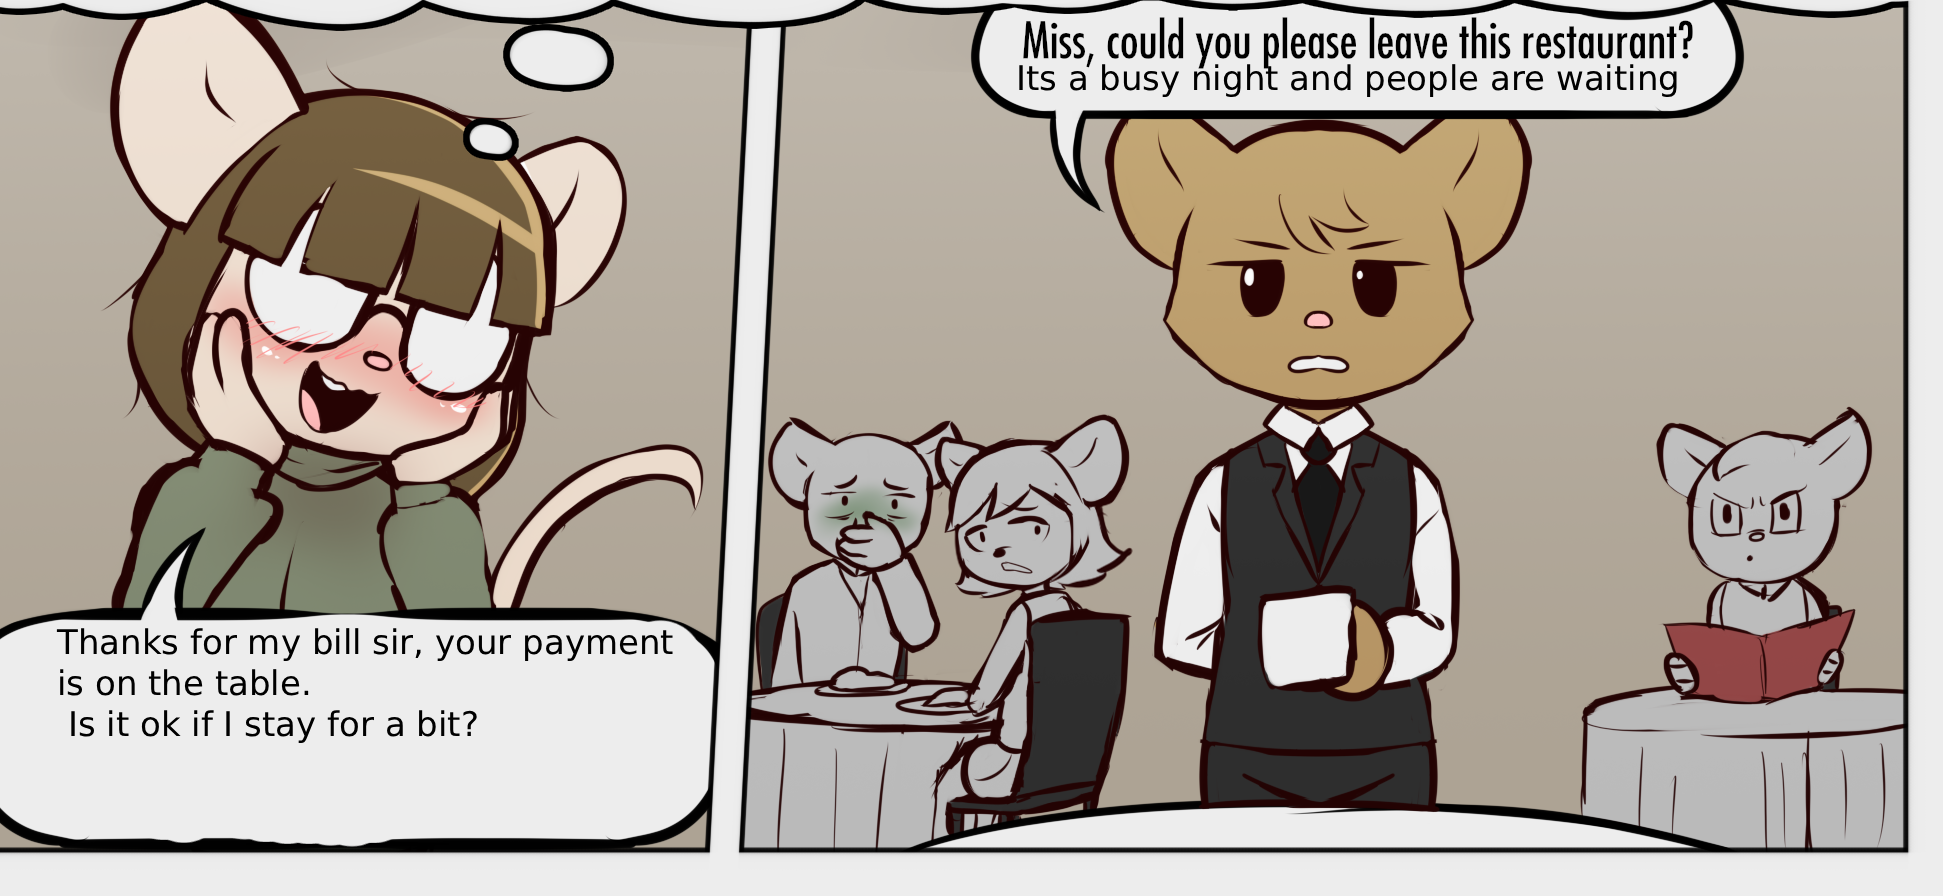 Thanks for my bill sir, your payment
is on the table.
Is it ok if I stay for a bit?
Miss, could you please leave this restaurant?
Its a busy night and people are waiting